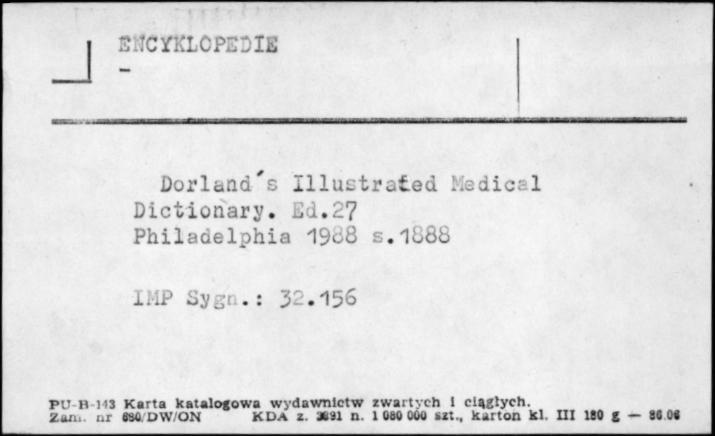 ENCYKLOPEDIE
–
Dorland´s Illustrated Medical
Dictionary. Ed.27
Philadelphia 1988 s.1888
IMP Sygn.: 32.156
PU-B-143 Karta katalogowa wydawnictw zwartych i ciągłych.
Zam. nr 680/DW/ON KDA z. 3891 n. 1 080 000 szt., karton kl. III 180 g — 86.06